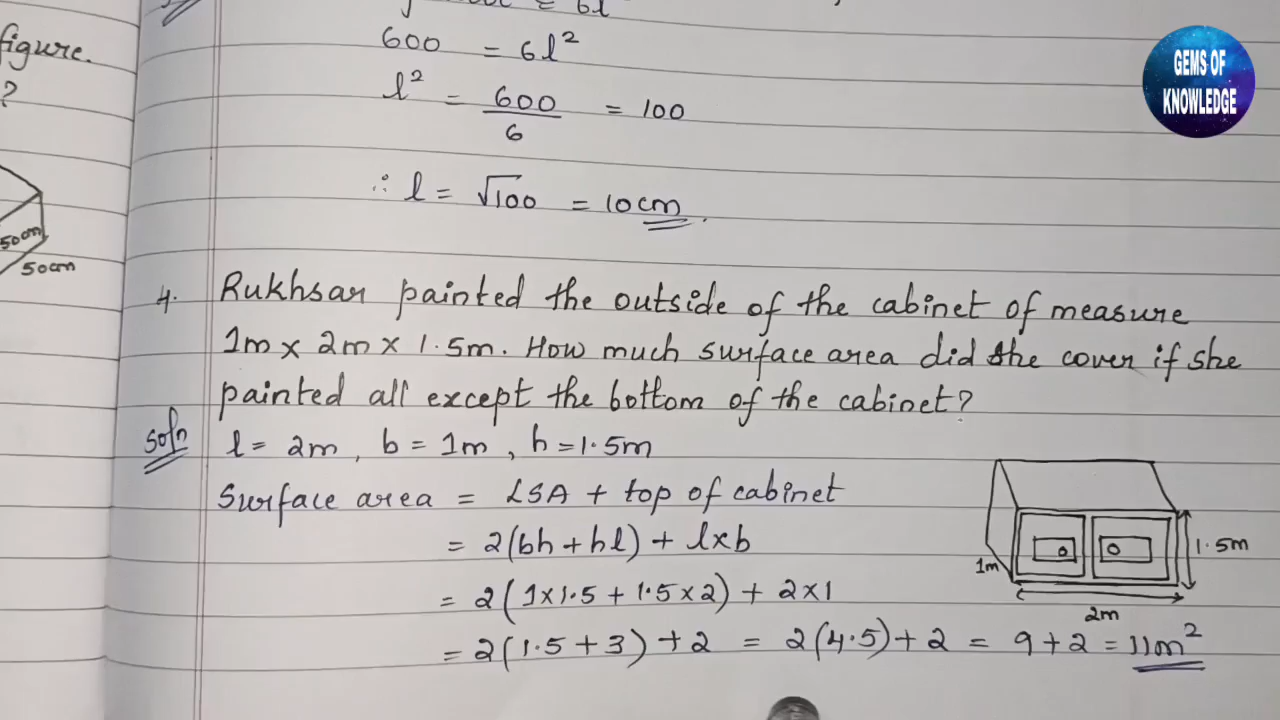 figure.
?
50cm
50cm
600 = 6l²
l² = 600/6 = 100
∴ l = √100 = 10cm.
4. Rukhsar painted the outside of the cabinet of measure
1m x 2m x 1.5m. How much surface area did she cover if she
painted all except the bottom of the cabinet?
Soln
l = 2m, b = 1m, h = 1.5m
Surface area = LSA + top of cabinet
= 2(bh + hl) + l×b
= 2(1×1.5 + 1.5×2) + 2×1
= 2(1.5 + 3) + 2 = 2(4.5) + 2 = 9 + 2 = 11m²
1m
1.5m
2m
GEMS OF
KNOWLEDGE